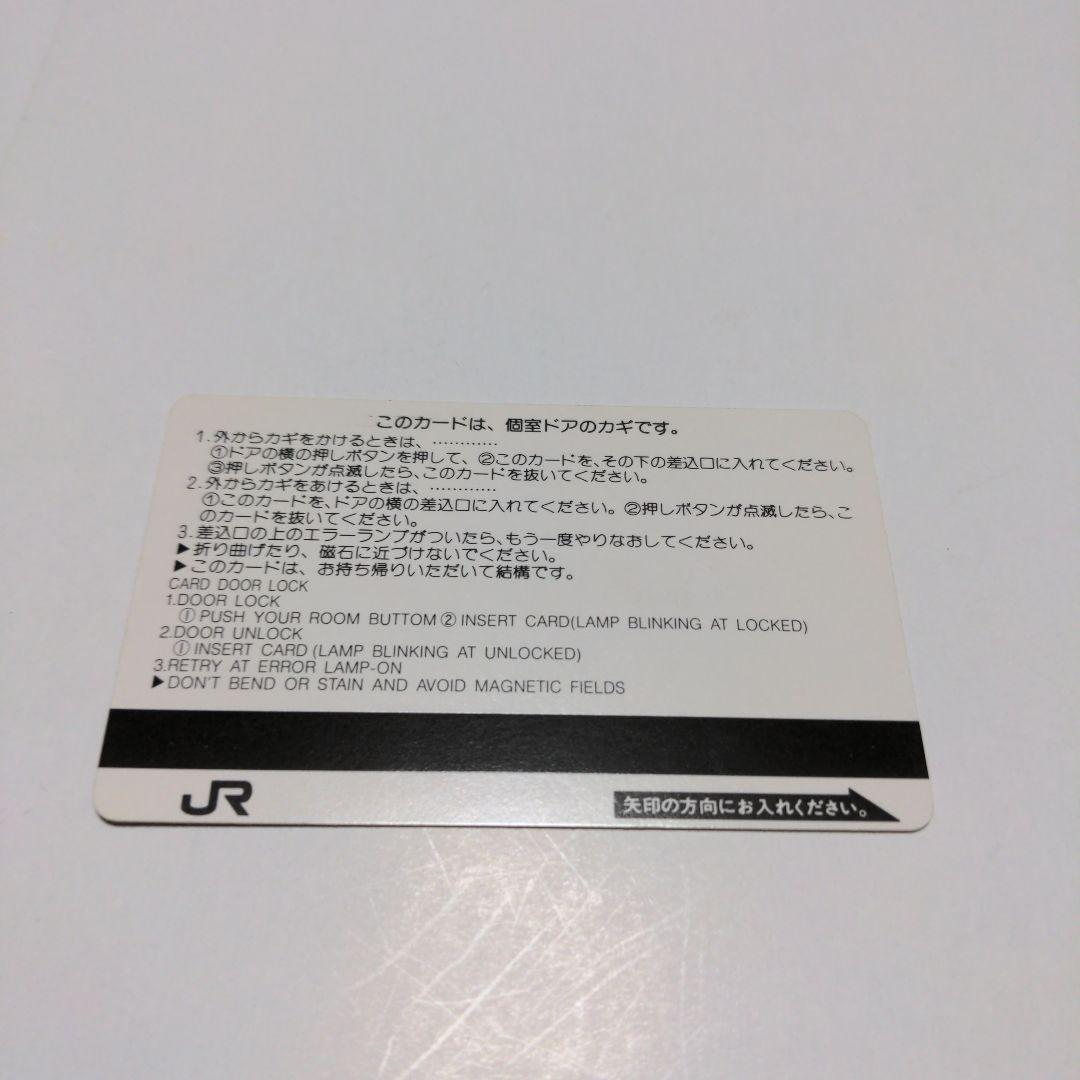 このカードは、個室ドアのカギです。
1.外からカギをかけるときは、…………
①ドアの横の押しボタンを押して、②このカードを、その下の差込口に入れてください。
③押しボタンが点滅したら、このカードを抜いてください。
2.外からカギをあけるときは、…………
①このカードを、ドアの横の差込口に入れてください。②押しボタンが点滅したら、こ
のカードを抜いてください。
3.差込口の上のエラーランプがついたら、もう一度やりなおしてください。
▶折り曲げたり、磁石に近づけないでください。
▶このカードは、お持ち帰りいただいて結構です。
CARD DOOR LOCK
1.DOOR LOCK
①PUSH YOUR ROOM BUTTOM②INSERT CARD(LAMP BLINKING AT LOCKED)
2.DOOR UNLOCK
①INSERT CARD(LAMP BLINKING AT UNLOCKED)
3.RETRY AT ERROR LAMP-ON
▶DON'T BEND OR STAIN AND AVOID MAGNETIC FIELDS
JR
矢印の方向にお入れください。